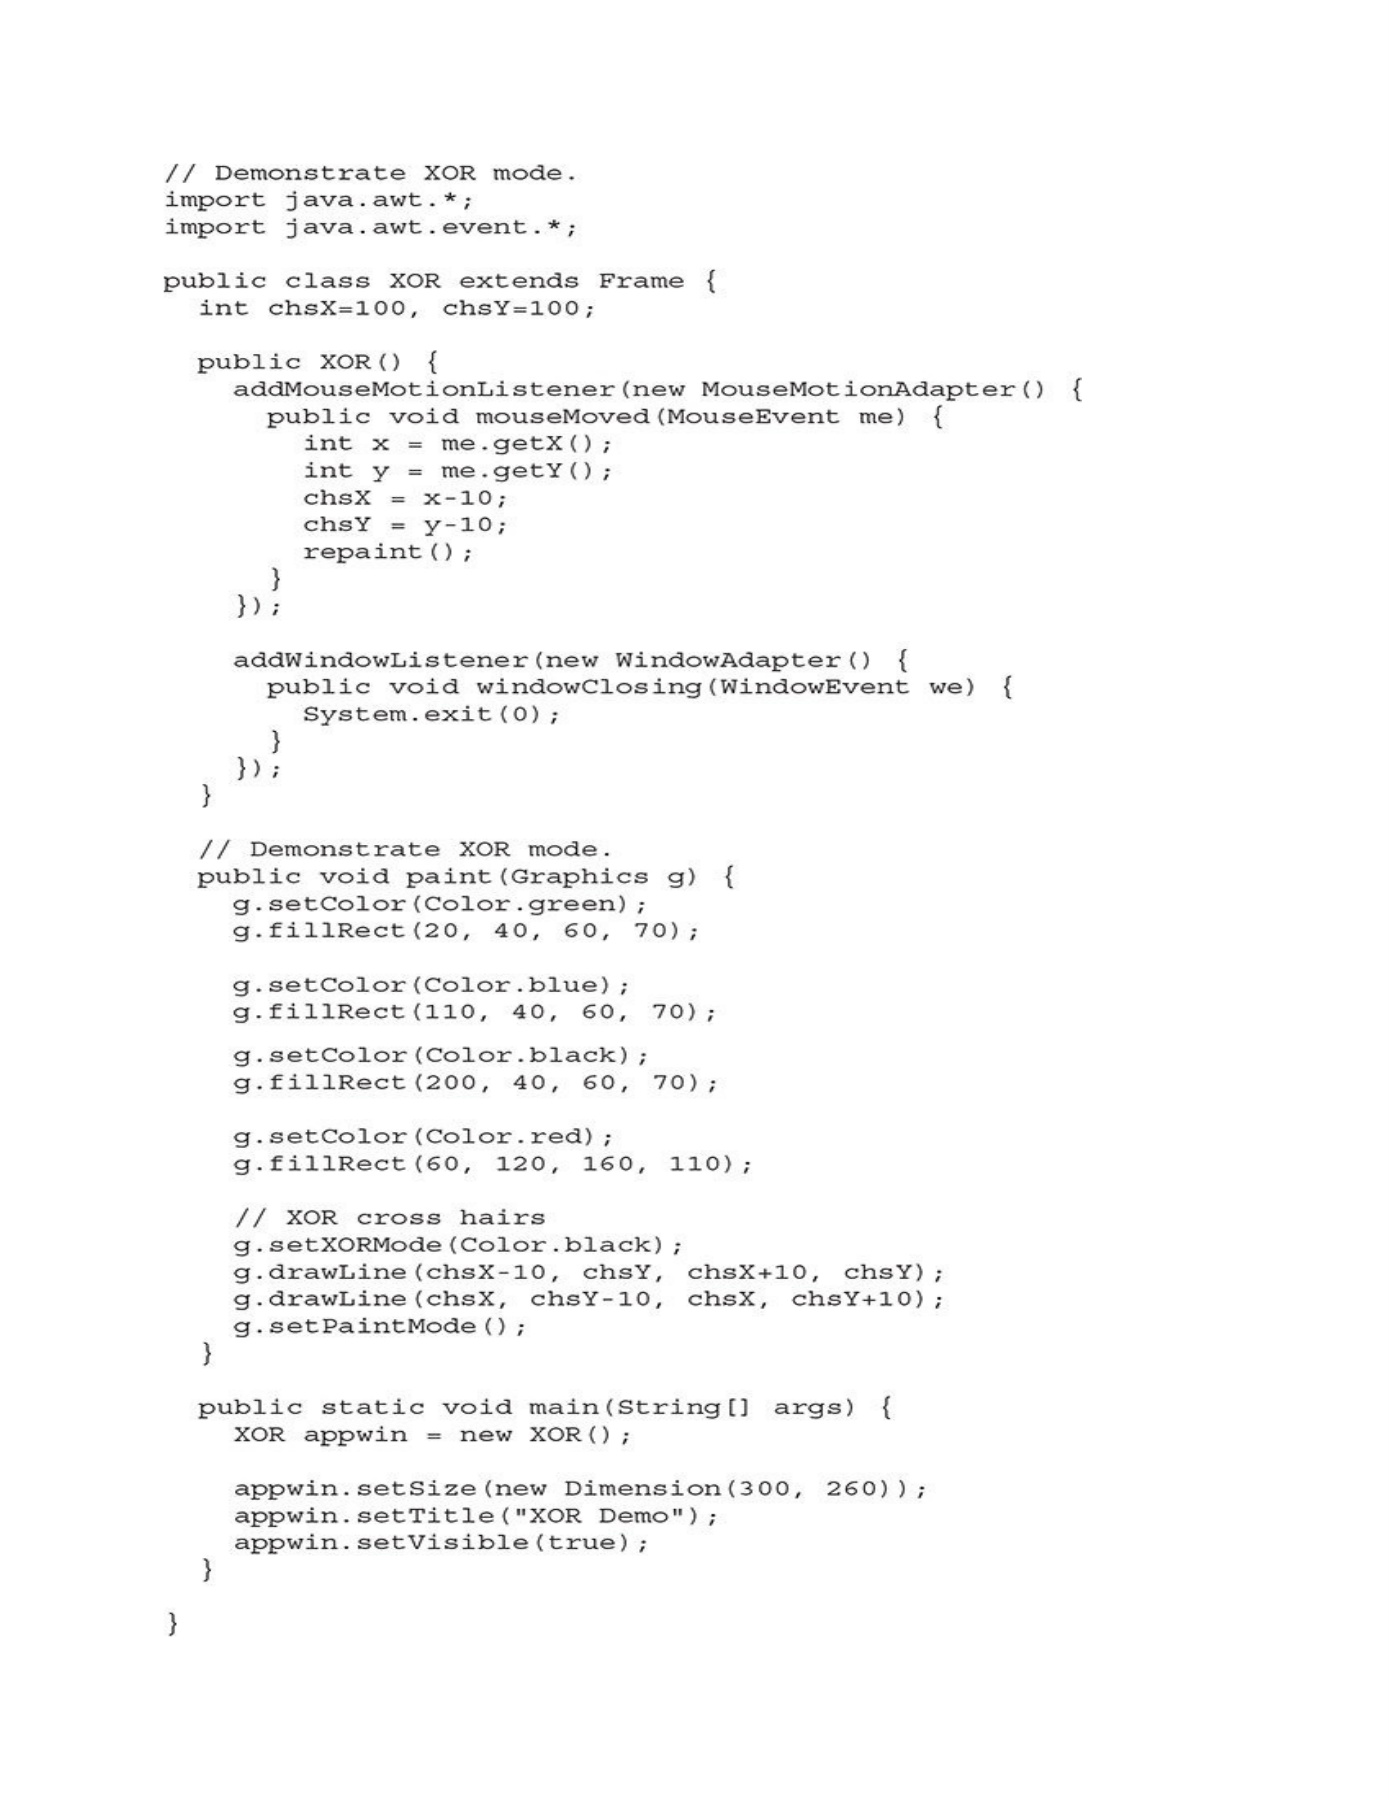 // Demonstrate XOR mode.
import java.awt.*;
import java.awt.event.*;

public class XOR extends Frame {
  int chsX=100, chsY=100;

  public XOR() {
    addMouseMotionListener(new MouseMotionAdapter() {
      public void mouseMoved(MouseEvent me) {
        int x = me.getX();
        int y = me.getY();
        chsX = x-10;
        chsY = y-10;
        repaint();
      }
    });

    addWindowListener(new WindowAdapter() {
      public void windowClosing(WindowEvent we) {
        System.exit(0);
      }
    });
  }

  // Demonstrate XOR mode.
  public void paint(Graphics g) {
    g.setColor(Color.green);
    g.fillRect(20, 40, 60, 70);

    g.setColor(Color.blue);
    g.fillRect(110, 40, 60, 70);

    g.setColor(Color.black);
    g.fillRect(200, 40, 60, 70);

    g.setColor(Color.red);
    g.fillRect(60, 120, 160, 110);

    // XOR cross hairs
    g.setXORMode(Color.black);
    g.drawLine(chsX-10, chsY, chsX+10, chsY);
    g.drawLine(chsX, chsY-10, chsX, chsY+10);
    g.setPaintMode();
  }

  public static void main(String[] args) {
    XOR appwin = new XOR();

    appwin.setSize(new Dimension(300, 260));
    appwin.setTitle("XOR Demo");
    appwin.setVisible(true);
  }

}